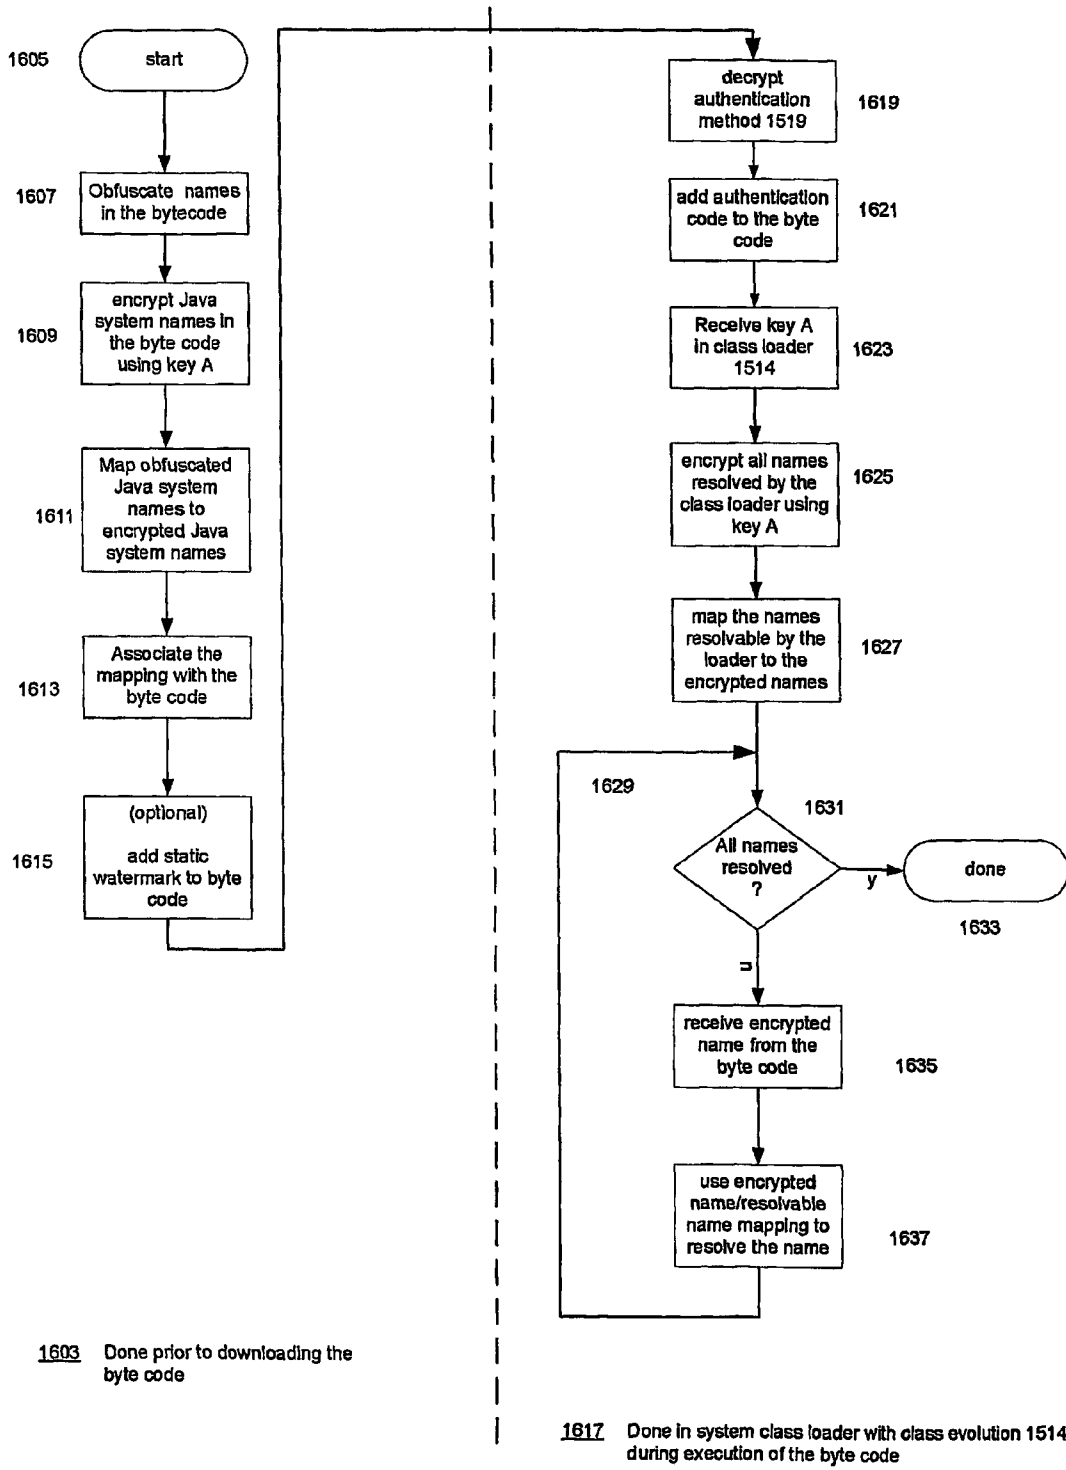 1605
start
1607
Obfuscate names
in the bytecode
1609
encrypt Java
system names in
the byte code
using key A
1611
Map obfuscated
Java system
names to
encrypted Java
system names
1613
Associate the
mapping with the
byte code
1615
(optional)
add static
watermark to byte
code
1603 Done prior to downloading the
byte code
decrypt
authentication
method 1519
1619
add authentication
code to the byte
code
1621
Receive key A
in class loader
1514
1623
encrypt all names
resolved by the
class loader using
key A
1625
map the names
resolvable by the
loader to the
encrypted names
1627
1629
1631
All names
resolved
?
y
done
1633
n
receive encrypted
name from the
byte code
1635
use encrypted
name/resolvable
name mapping to
resolve the name
1637
1617 Done in system class loader with class evolution 1514
during execution of the byte code